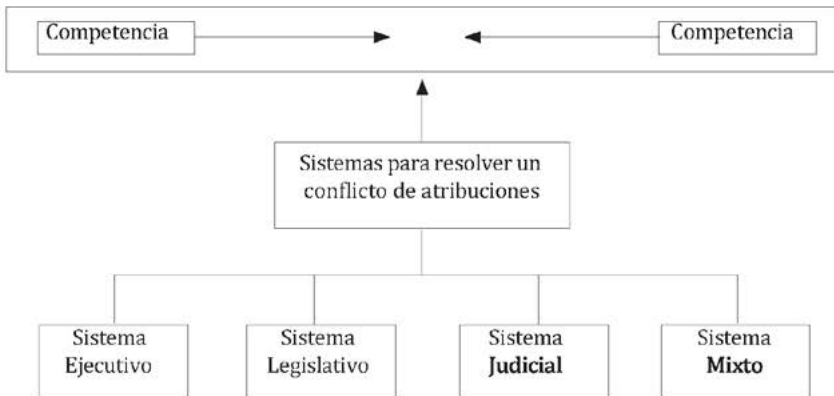 Competencia
Competencia
Sistemas para resolver un
conflicto de atribuciones
Sistema
Ejecutivo
Sistema
Legislativo
Sistema
Judicial
Sistema
Mixto